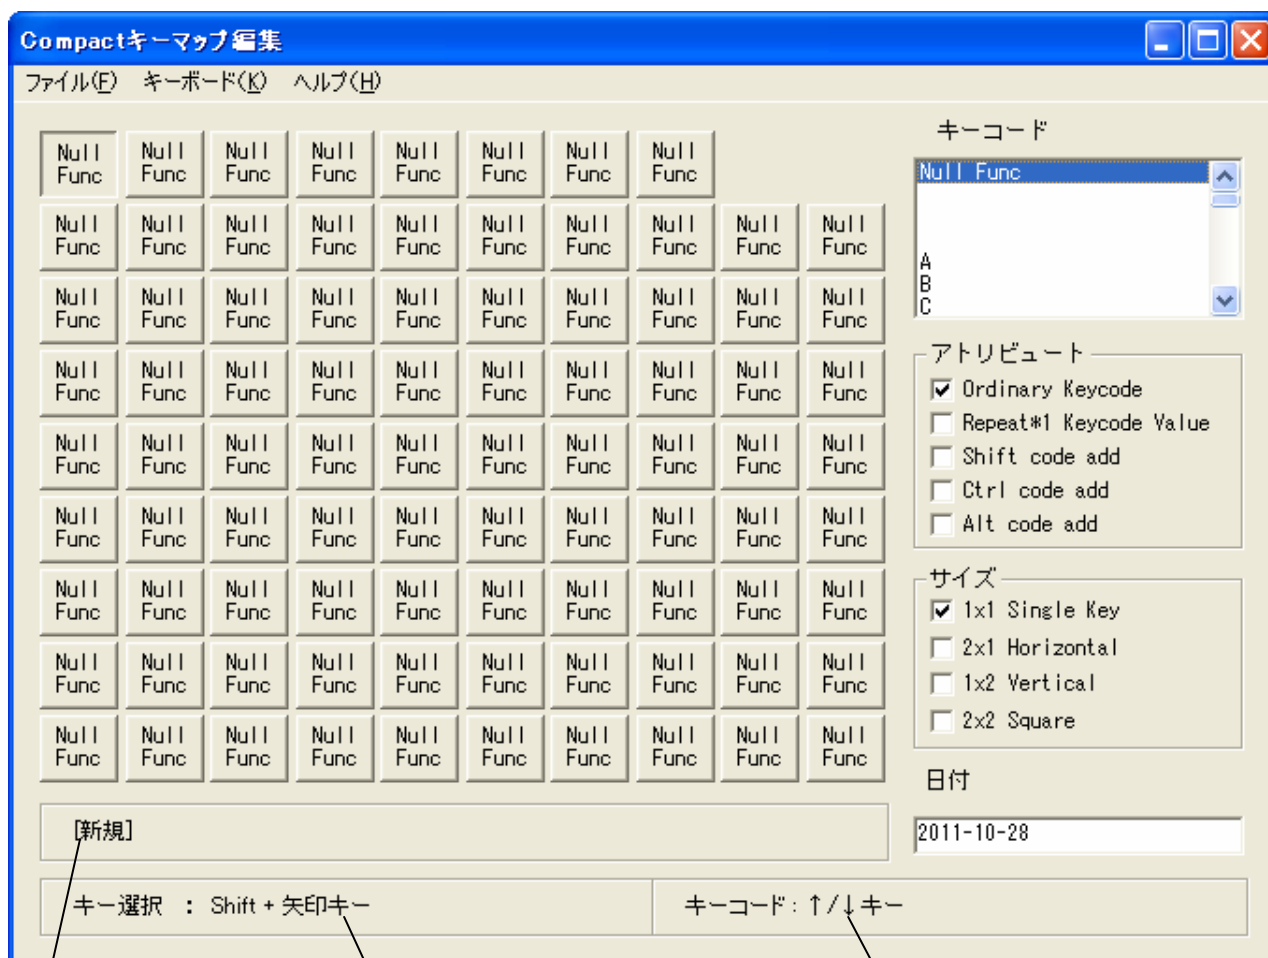 Compactキーマップ編集
ファイル(F) キーボード(K) ヘルプ(H)
Null Null Null Null Null Null Null Null
Func Func Func Func Func Func Func Func
Null Null Null Null Null Null Null Null Null Null
Func Func Func Func Func Func Func Func Func Func
Null Null Null Null Null Null Null Null Null Null
Func Func Func Func Func Func Func Func Func Func
Null Null Null Null Null Null Null Null Null Null
Func Func Func Func Func Func Func Func Func Func
Null Null Null Null Null Null Null Null Null Null
Func Func Func Func Func Func Func Func Func Func
Null Null Null Null Null Null Null Null Null Null
Func Func Func Func Func Func Func Func Func Func
Null Null Null Null Null Null Null Null Null Null
Func Func Func Func Func Func Func Func Func Func
Null Null Null Null Null Null Null Null Null Null
Func Func Func Func Func Func Func Func Func Func
Null Null Null Null Null Null Null Null Null Null
Func Func Func Func Func Func Func Func Func Func
キーコード
Null Func
A
B
C
アトリビュート
Ordinary Keycode
Repeat*1 Keycode Value
Shift code add
Ctrl code add
Alt code add
サイズ
1x1 Single Key
2x1 Horizontal
1x2 Vertical
2x2 Square
日付
2011-10-28
[新規]
キー選択 : Shift + 矢印キー
キーコード : ↑/↓キー